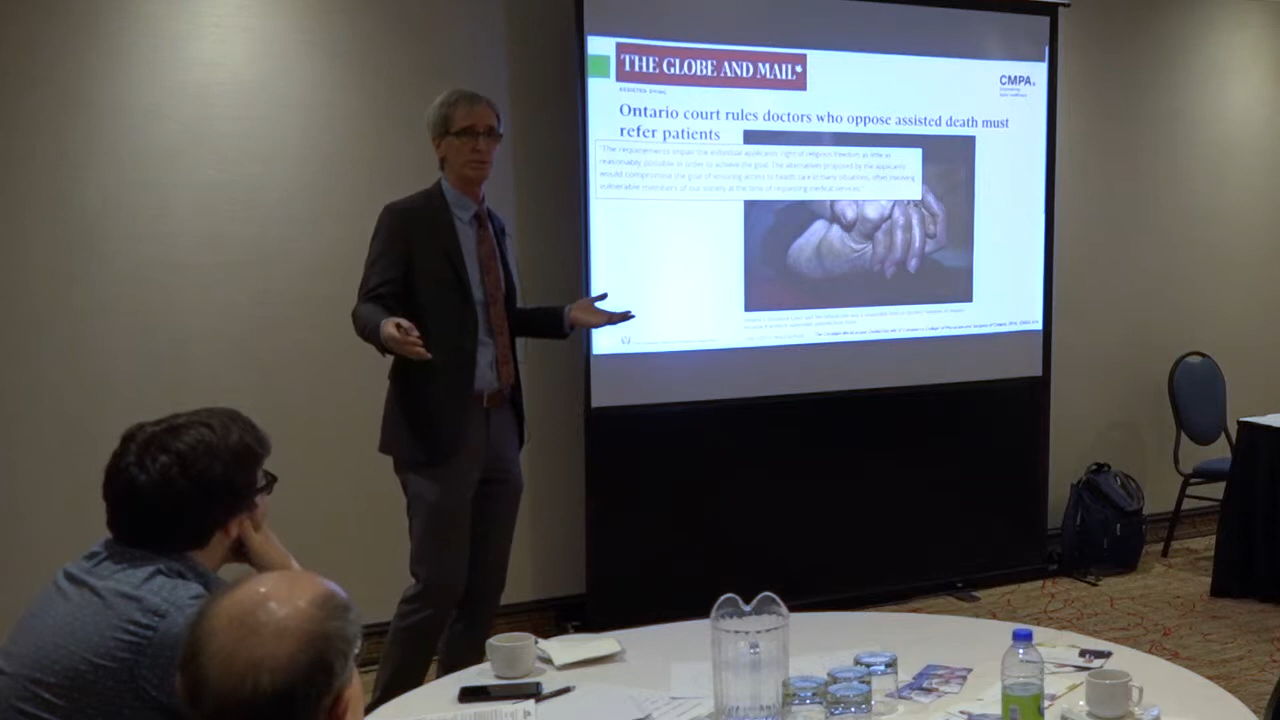 THE GLOBE AND MAIL
CMPA
Ontario court rules doctors who oppose assisted death must
refer patients
"The requirements impair the individual applicants' right of religious freedom as little as
reasonably possible in order to achieve the goal. The alternatives proposed by the applicants
would compromise the goal of ensuring access to health care in many situations, often involving
vulnerable members of our society at the time of requesting medical services."